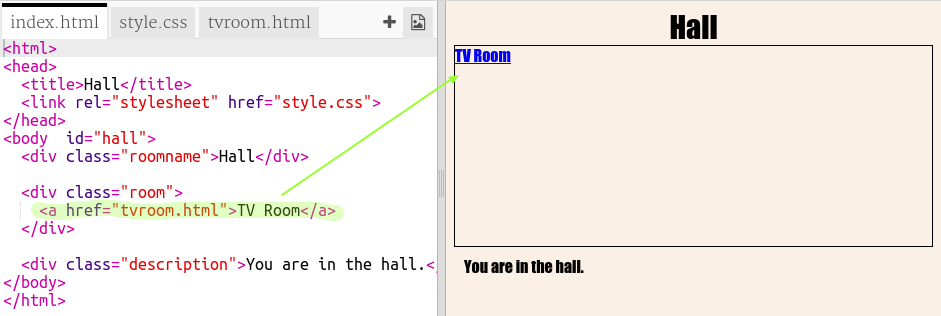 index.html style.css tvroom.html
<html>
<head>
  <title>Hall</title>
  <link rel="stylesheet" href="style.css">
</head>
<body  id="hall">
  <div class="roomname">Hall</div>
  <div class="room">
    <a href="tvroom.html">TV Room</a>
  </div>
  <div class="description">You are in the hall.</
</body>
</html>
Hall
TV Room
You are in the hall.